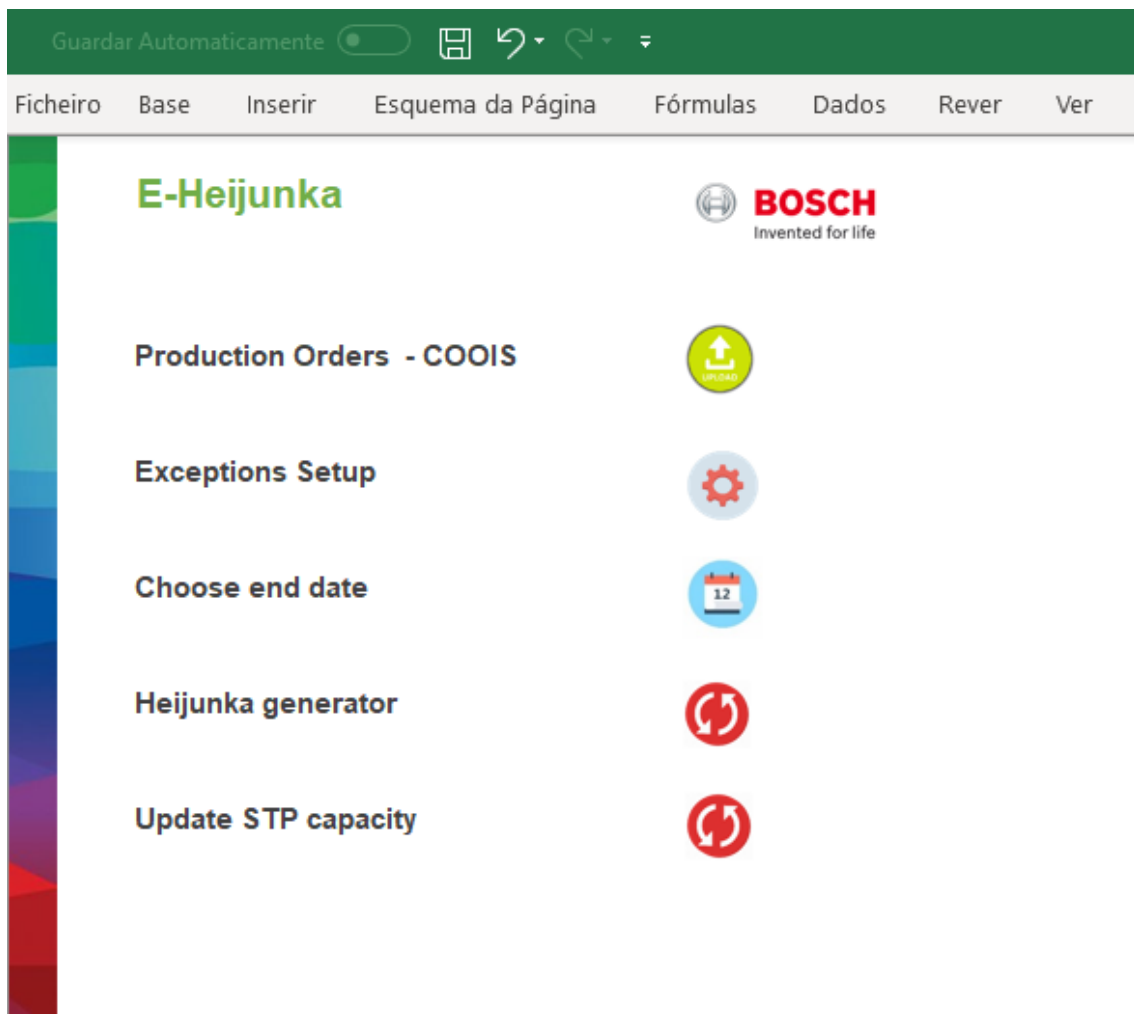 Guardar Automaticamente
Ficheiro Base Inserir Esquema da Página Fórmulas Dados Rever Ver
E-Heijunka
BOSCH
Invented for life
Production Orders - COOIS
UPLOAD
Exceptions Setup
Choose end date
12
Heijunka generator
Update STP capacity